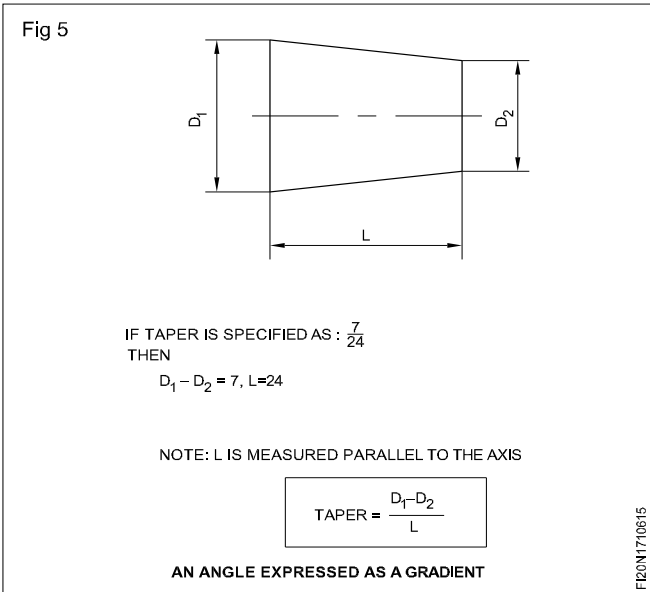 Fig 5
D₁
D₂
L
IF TAPER IS SPECIFIED AS : 7/24
THEN
D₁ – D₂ = 7, L=24
NOTE: L IS MEASURED PARALLEL TO THE AXIS
TAPER = D₁–D₂ / L
AN ANGLE EXPRESSED AS A GRADIENT
FI20N1710615